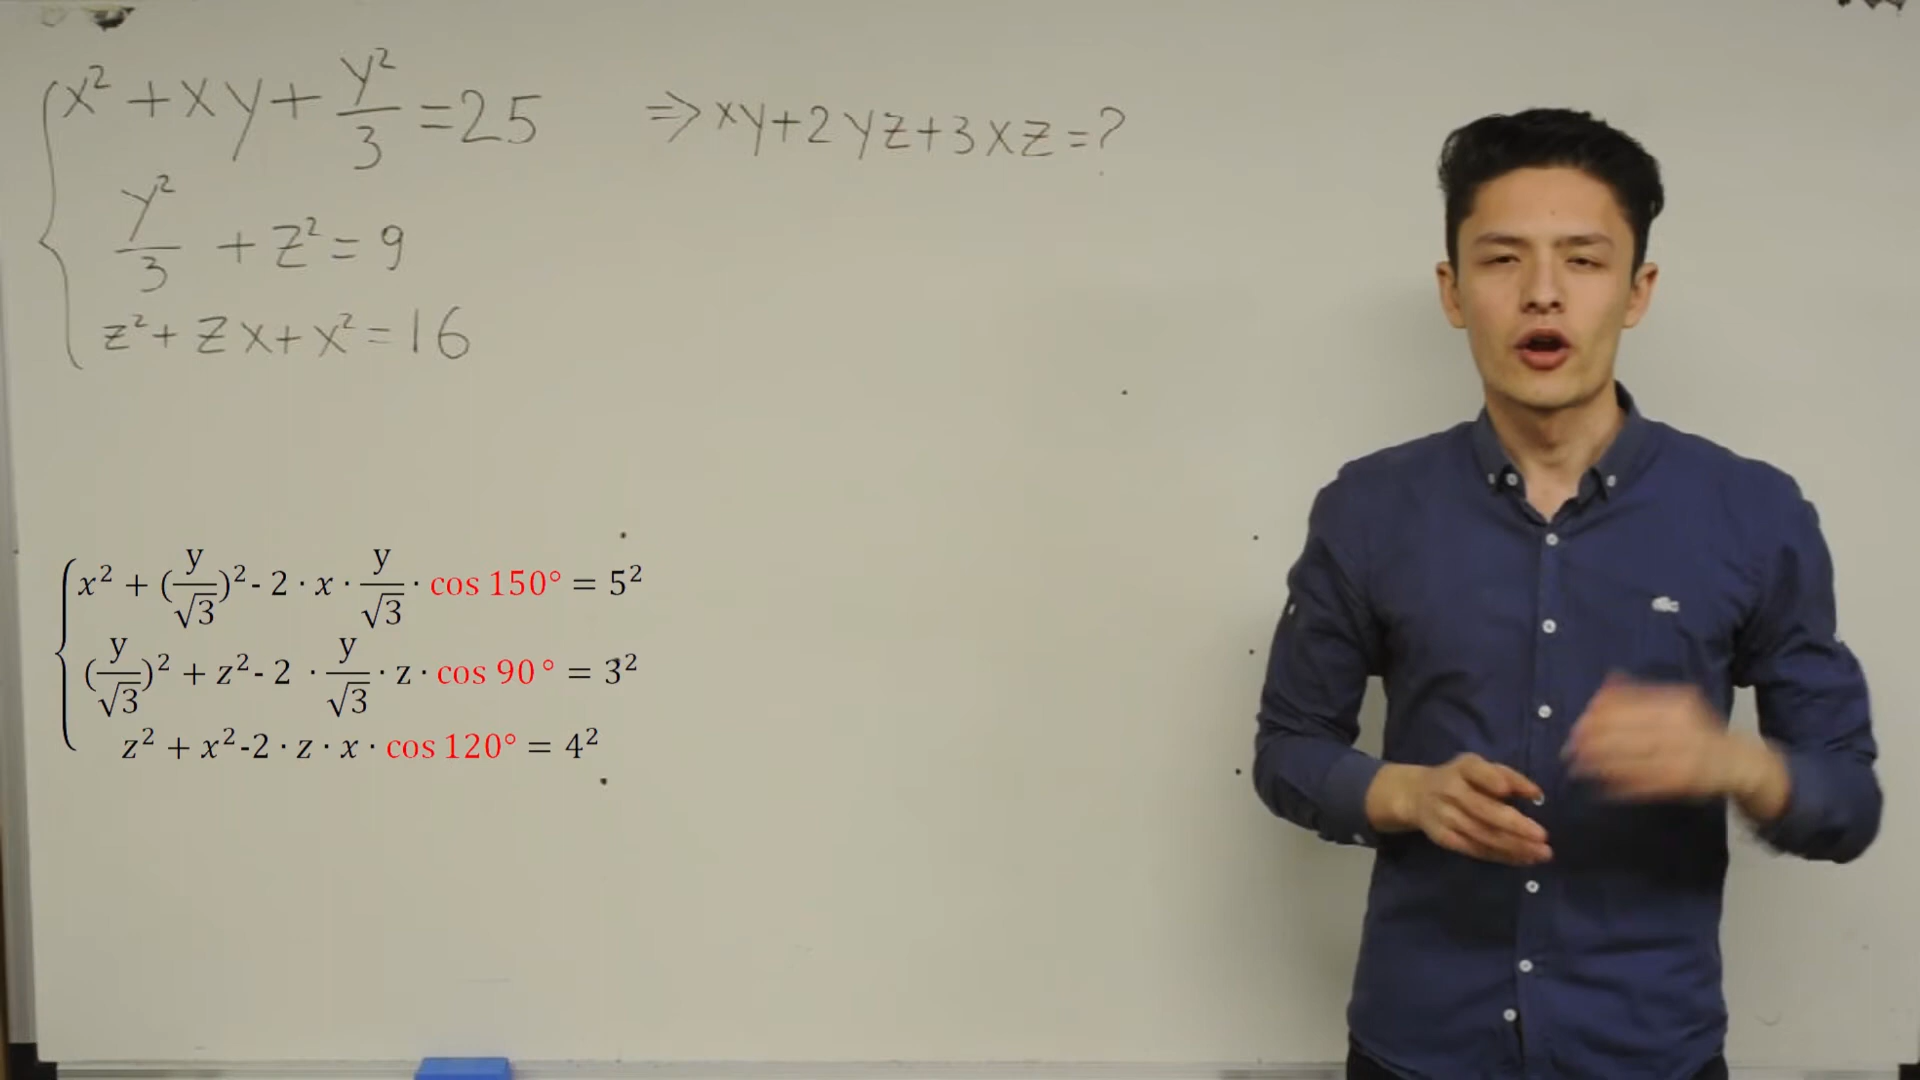 x² + xy + y²/3 = 25 ⇒ xy + 2yz + 3xz = ?
y²/3 + z² = 9
z² + zx + x² = 16
x² + (y/√3)² - 2 · x · y/√3 · cos 150° = 5²
(y/√3)² + z² - 2 · y/√3 · z · cos 90° = 3²
z² + x² - 2 · z · x · cos 120° = 4²